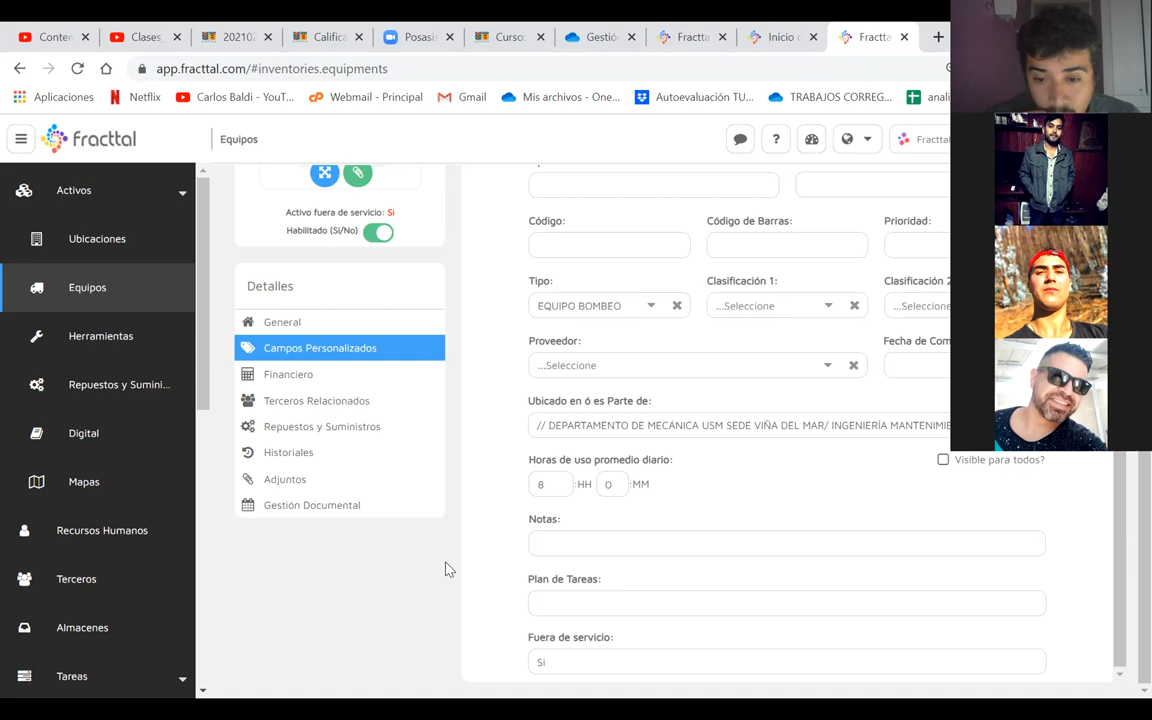 Conten
Clases
202102
Califica
Posasis
Curso:
Gestió
Fractta
Inicio c
Fractta
app.fracttal.com/#inventories.equipments
Aplicaciones
Netflix
Carlos Baldi - YouT...
Webmail - Principal
Gmail
Mis archivos - One...
Autoevaluación TU...
TRABAJOS CORREG...
anali
fracttal
Equipos
Fracttal
Activos
Ubicaciones
Equipos
Herramientas
Repuestos y Sumini...
Digital
Mapas
Recursos Humanos
Terceros
Almacenes
Tareas
Activo fuera de servicio: Si
Habilitado (Si/No)
Detalles
General
Campos Personalizados
Financiero
Terceros Relacionados
Repuestos y Suministros
Historiales
Adjuntos
Gestión Documental
Código:
Código de Barras:
Prioridad:
Tipo:
Clasificación 1:
Clasificación 2
EQUIPO BOMBEO
...Seleccione
...Seleccion
Proveedor:
Fecha de Com
...Seleccione
Ubicado en ó es Parte de:
// DEPARTAMENTO DE MECÁNICA USM SEDE VIÑA DEL MAR/ INGENIERÍA MANTENIMIE
Horas de uso promedio diario:
Visible para todos?
8 :HH 0 :MM
Notas:
Plan de Tareas:
Fuera de servicio:
Si